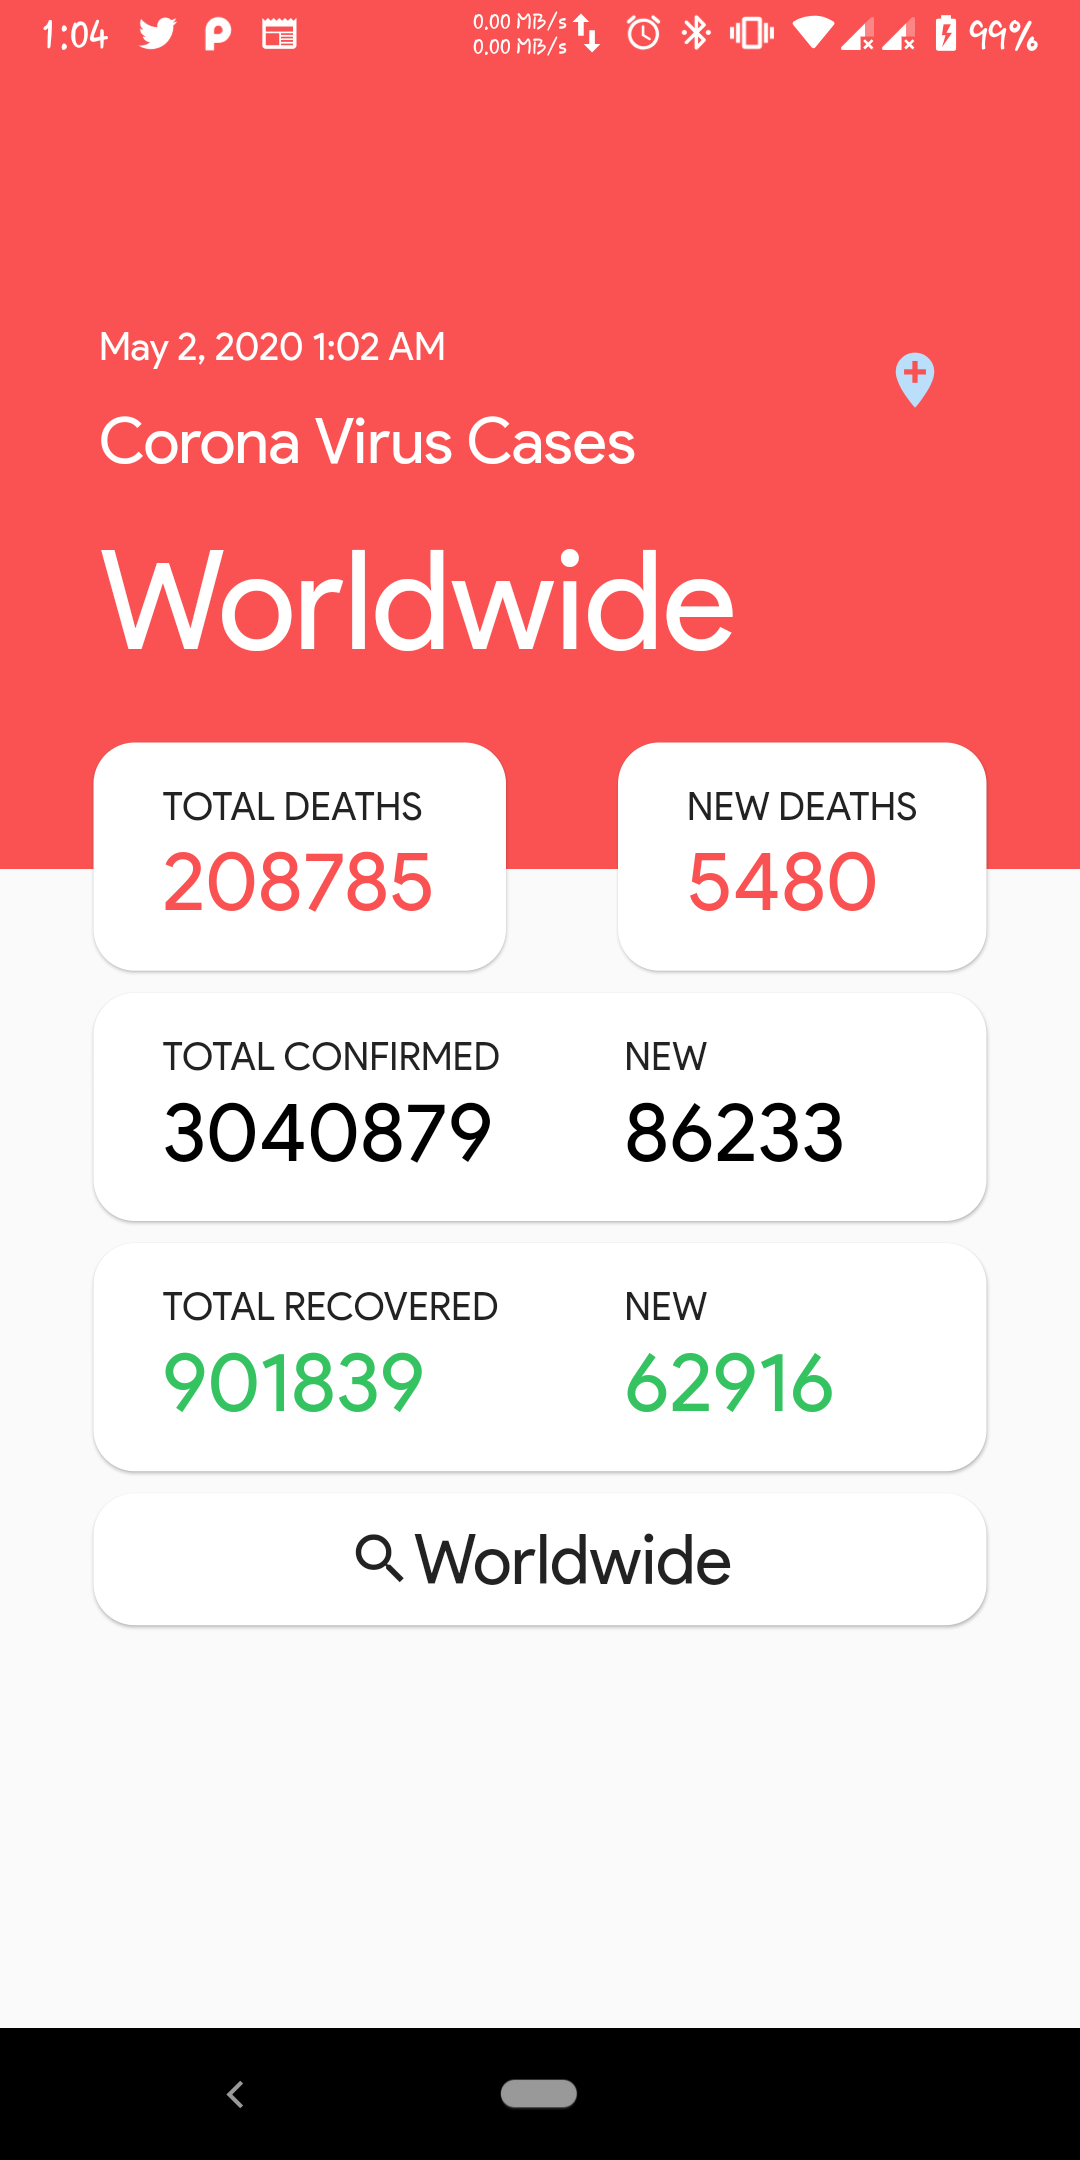 1:04
0.00 MB/s
0.00 MB/s
99%
May 2, 2020 1:02 AM
Corona Virus Cases
Worldwide
TOTAL DEATHS
208785
NEW DEATHS
5480
TOTAL CONFIRMED
3040879
NEW
86233
TOTAL RECOVERED
901839
NEW
62916
Worldwide